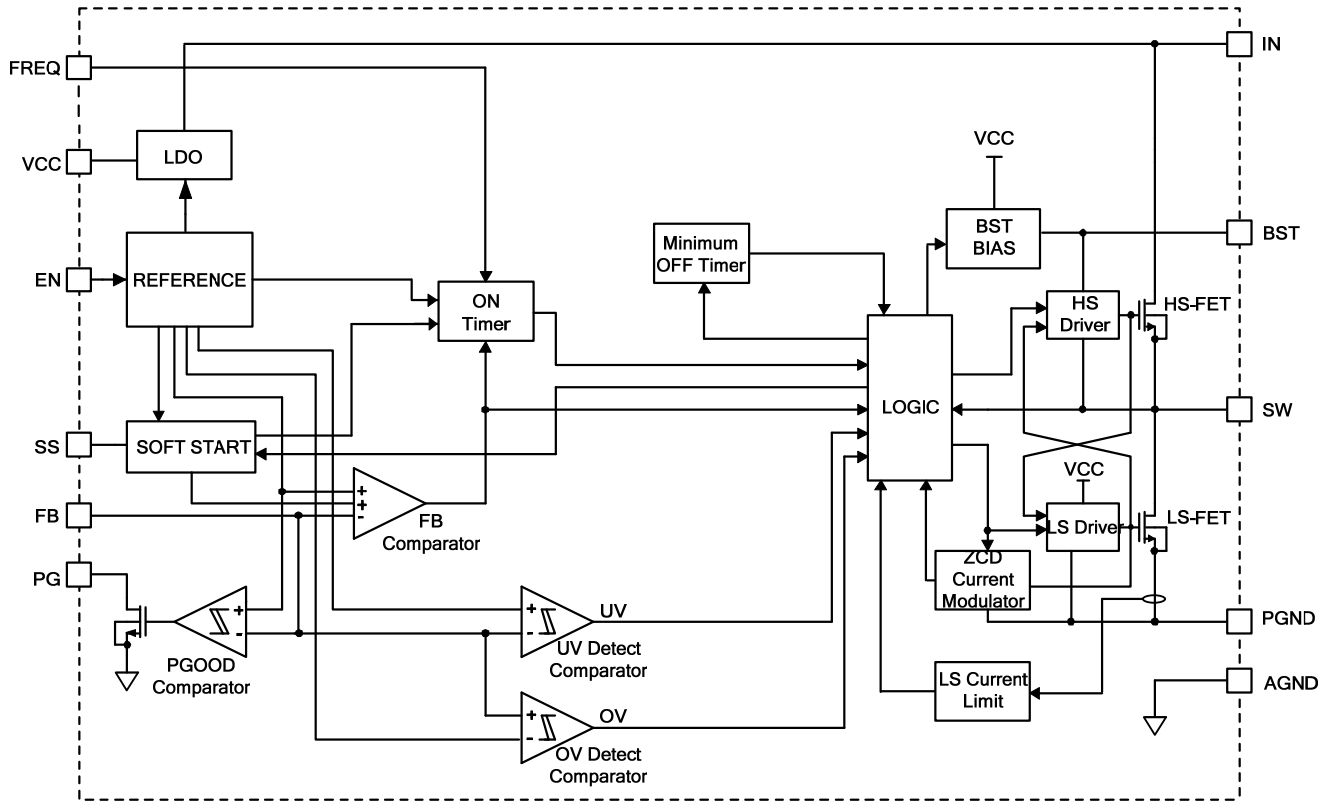 IN
FREQ
VCC
LDO
VCC
BST
BIAS
BST
Minimum
OFF Timer
EN
REFERENCE
ON
Timer
HS
Driver
HS-FET
LOGIC
SW
SS
SOFT START
VCC
+
+
-
FB
Comparator
FB
LS Driver
LS-FET
PG
ZCD
Current
Modulator
+
-
PGOOD
Comparator
+
-
UV
UV Detect
Comparator
PGND
LS Current
Limit
AGND
+
-
OV
OV Detect
Comparator